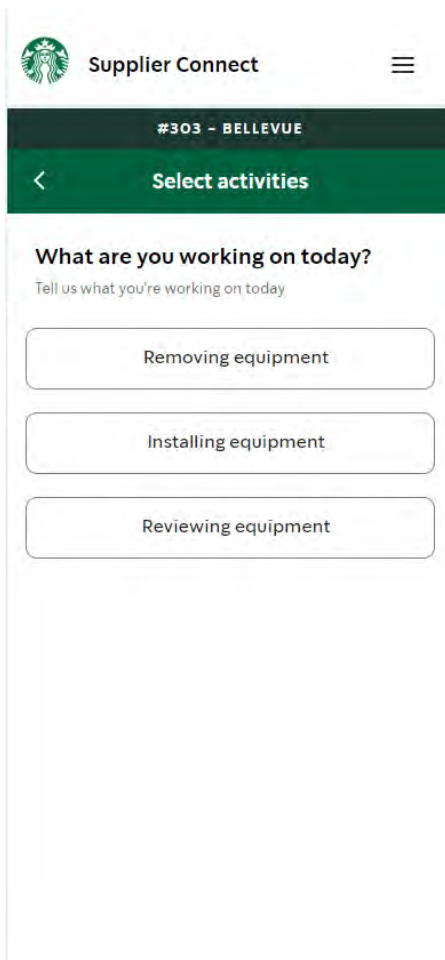 Supplier Connect
#303 – BELLEVUE
Select activities
What are you working on today?
Tell us what you're working on today
Removing equipment
Installing equipment
Reviewing equipment